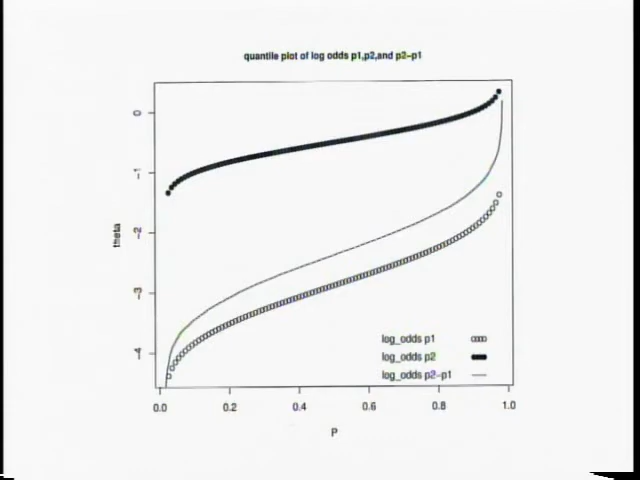 quantile plot of log odds p1,p2,and p2-p1
theta
0
-1
-2
-3
-4
log_odds p1
log_odds p2
log_odds p2-p1
0.0 0.2 0.4 0.6 0.8 1.0
P